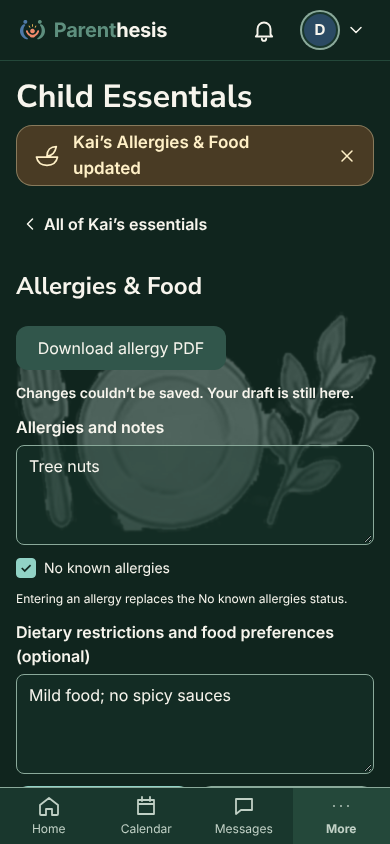 Parenthesis
D
Child Essentials
Kai’s Allergies & Food
updated
All of Kai’s essentials
Allergies & Food
Download allergy PDF
Changes couldn’t be saved. Your draft is still here.
Allergies and notes
Tree nuts
No known allergies
Entering an allergy replaces the No known allergies status.
Dietary restrictions and food preferences
(optional)
Mild food; no spicy sauces
Home
Calendar
Messages
More